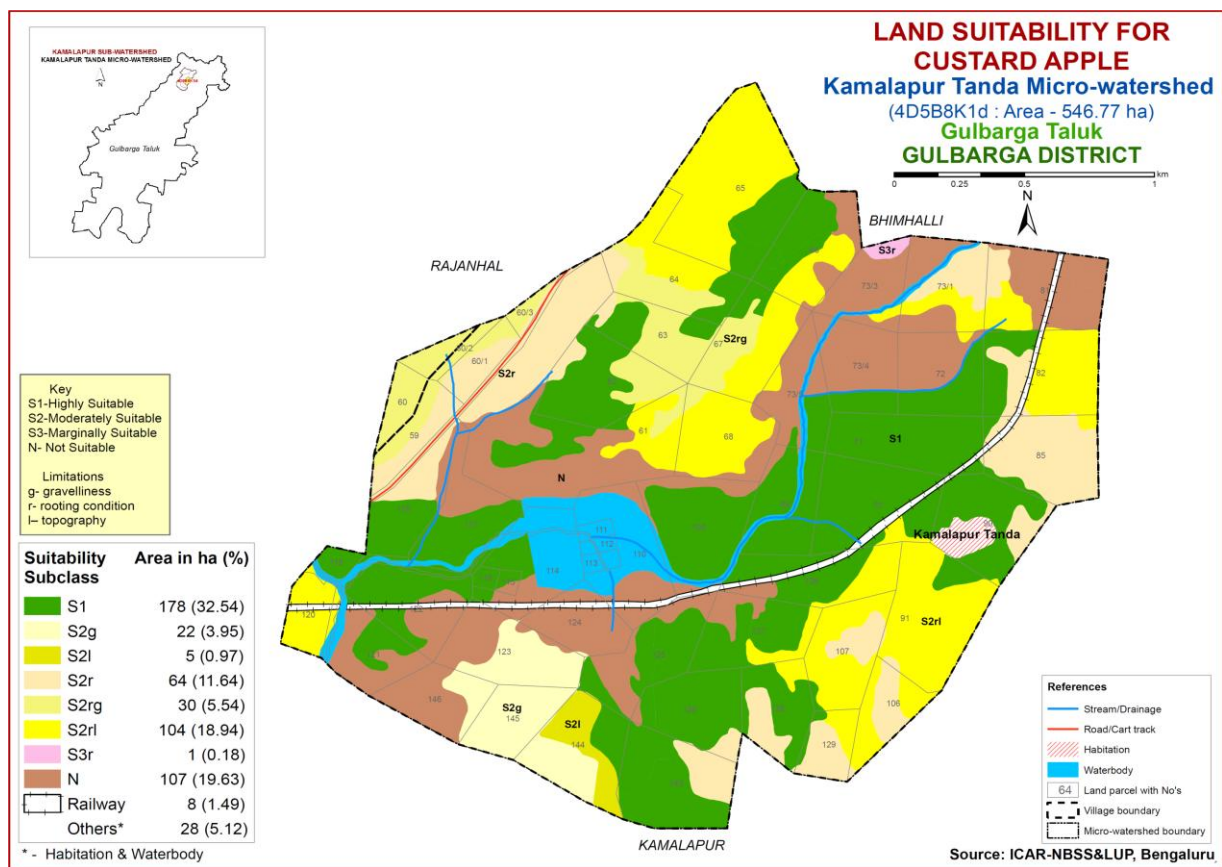 KAMALAPUR SUB-WATERSHED
KAMALAPUR TANDA MICRO-WATERSHED
N
Gulbarga Taluk
LAND SUITABILITY FOR
CUSTARD APPLE
Kamalapur Tanda Micro-watershed
(4D5B8K1d : Area - 546.77 ha)
Gulbarga Taluk
GULBARGA DISTRICT
km
0 0.25 0.5 1
N
BHIMHALLI
RAJANHAL
65
S3r
64
73/3
73/1
60/3
63
67
S2rg
60/1
S2r
73/4
72
82
60
59
61
68
S1
85
N
Kamalapur Tanda
111
112
113
118
120
124
123
91
S2rl
107
106
146
S2g
145
S2l
144
129
KAMALAPUR
Key
S1-Highly Suitable
S2-Moderately Suitable
S3-Marginally Suitable
N- Not Suitable
Limitations
g- gravelliness
r- rooting condition
l– topography
Suitability Subclass Area in ha (%)
S1 178 (32.54)
S2g 22 (3.95)
S2l 5 (0.97)
S2r 64 (11.64)
S2rg 30 (5.54)
S2rl 104 (18.94)
S3r 1 (0.18)
N 107 (19.63)
Railway 8 (1.49)
Others* 28 (5.12)
* - Habitation & Waterbody
References
Stream/Drainage
Road/Cart track
Habitation
Waterbody
64 Land parcel with No's
Village boundary
Micro-watershed boundary
Source: ICAR-NBSS&LUP, Bengaluru